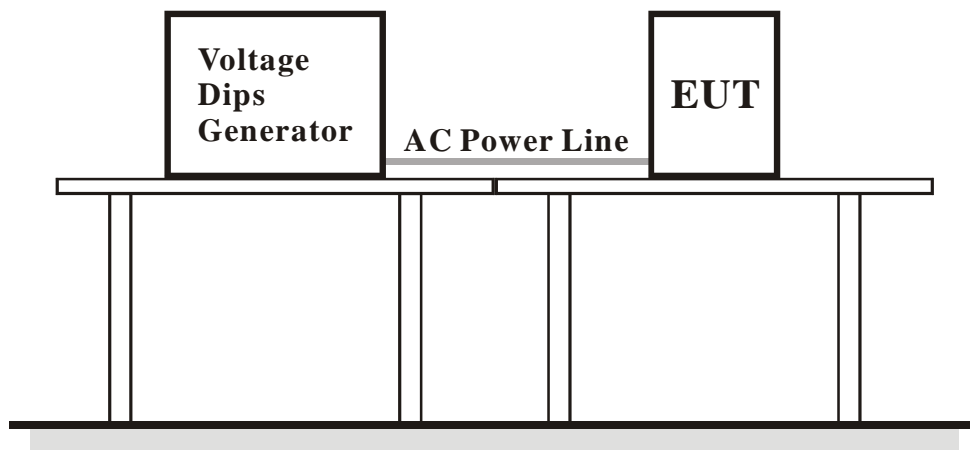 Voltage
Dips
Generator
AC Power Line
EUT